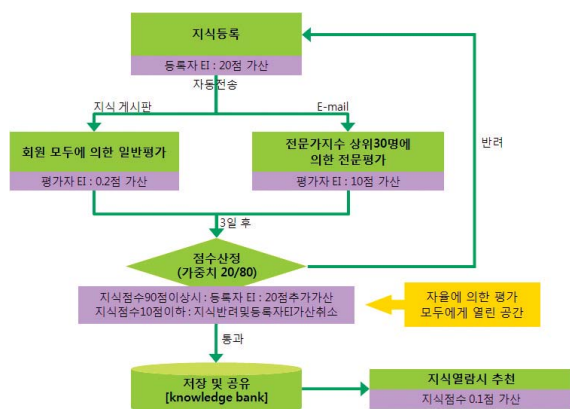 지식등록
등록자 EI : 20점 가산
자동전송
지식 게시판
E-mail
회원 모두에 의한 일반평가
평가자 EI : 0.2점 가산
전문가지수 상위30명에
의한 전문평가
평가자 EI : 10점 가산
반려
3일 후
점수산정
(가중치 20/80)
지식점수90점이상시 : 등록자 EI : 20점추가가산
지식점수10점이하 : 지식반려및등록자EI가산취소
자율에 의한 평가
모두에게 열린 공간
통과
저장 및 공유
[knowledge bank]
지식열람시 추천
지식점수 0.1점 가산